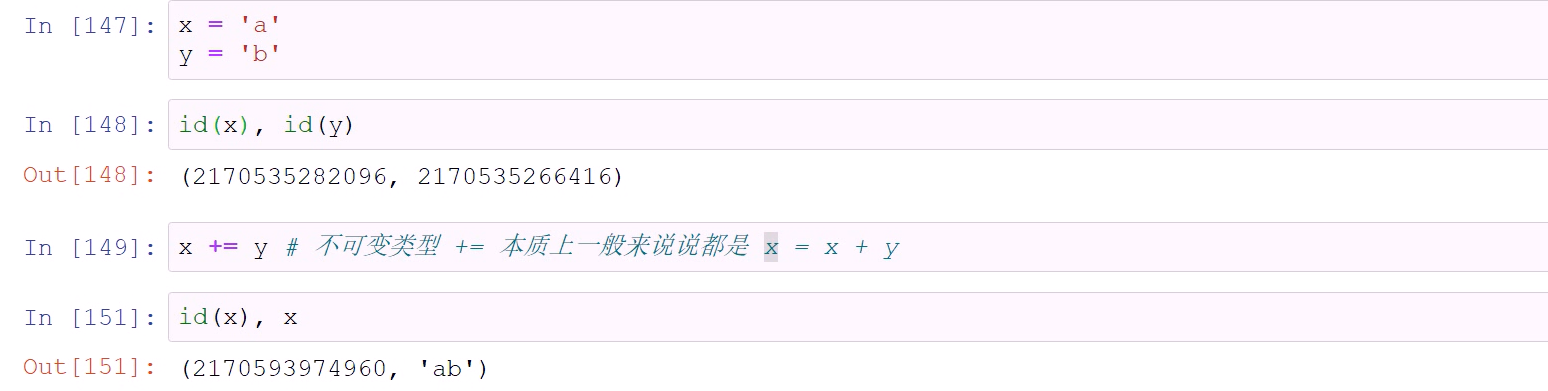 In [147]: x = 'a'
y = 'b'
In [148]: id(x), id(y)
Out[148]: (2170535282096, 2170535266416)
In [149]: x += y # 不可变类型 += 本质上一般来说说都是 x = x + y
In [151]: id(x), x
Out[151]: (2170593974960, 'ab')